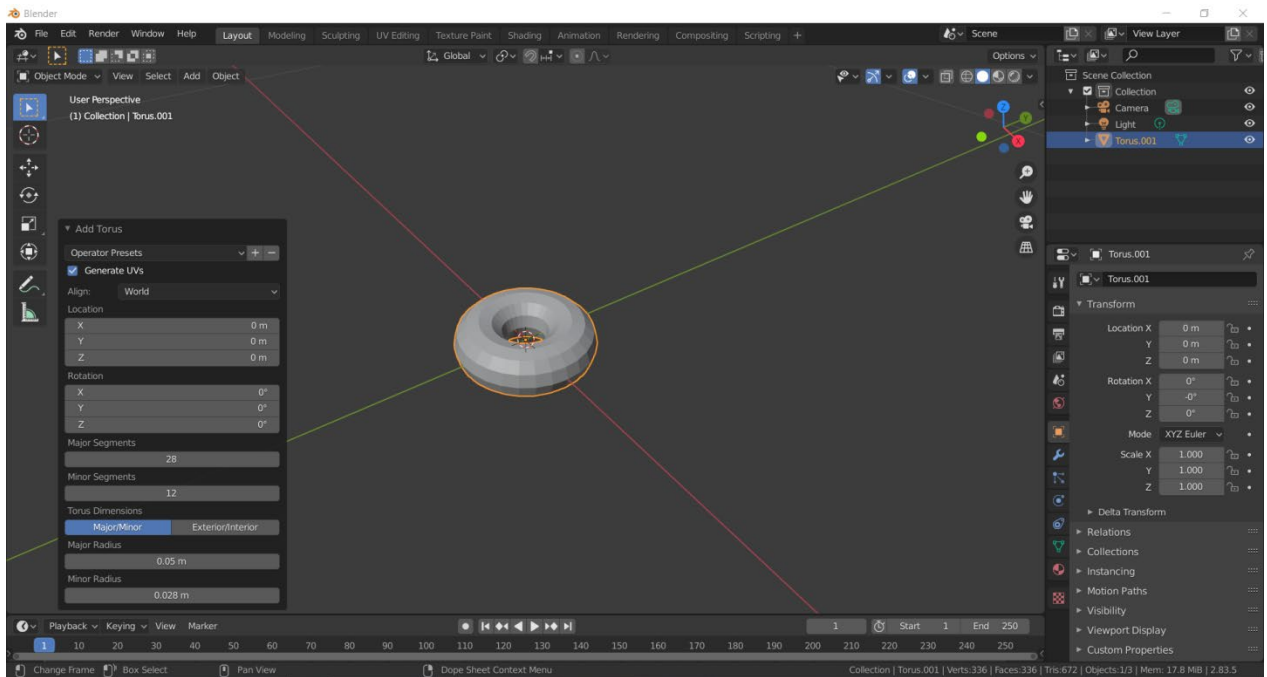 Blender
File Edit Render Window Help Layout Modeling Sculpting UV Editing Texture Paint Shading Animation Rendering Compositing Scripting + Scene View Layer
Global Options
Object Mode View Select Add Object
User Perspective
(1) Collection | Torus.001
Z
Y
X
Scene Collection
Collection
Camera
Light
Torus.001
Add Torus
Operator Presets + −
Generate UVs
Align: World
Location
X 0 m
Y 0 m
Z 0 m
Rotation
X 0°
Y 0°
Z 0°
Major Segments
28
Minor Segments
12
Torus Dimensions
Major/Minor Exterior/Interior
Major Radius
0.05 m
Minor Radius
0.028 m
Torus.001
Torus.001
Transform
Location X 0 m
Y 0 m
Z 0 m
Rotation X 0°
Y -0°
Z 0°
Mode XYZ Euler
Scale X 1.000
Y 1.000
Z 1.000
Delta Transform
Relations
Collections
Instancing
Motion Paths
Visibility
Viewport Display
Custom Properties
Playback Keying View Marker 1 Start 1 End 250
1 10 20 30 40 50 60 70 80 90 100 110 120 130 140 150 160 170 180 190 200 210 220 230 240 250
Change Frame Box Select Pan View Dope Sheet Context Menu Collection | Torus.001 | Verts:336 | Faces:336 | Tris:672 | Objects:1/3 | Mem: 17.8 MiB | 2.83.5